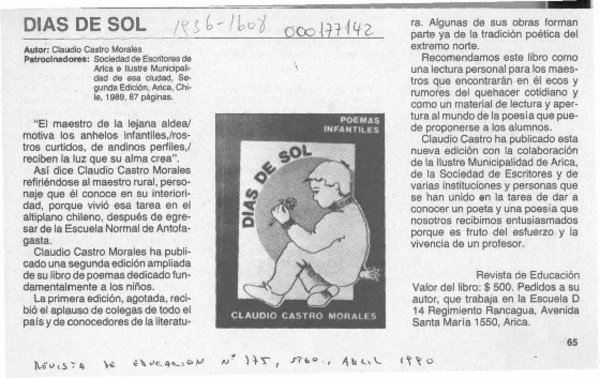 DIAS DE SOL
1936-1608
000177142
Autor: Claudio Castro Morales
Patrocinadores: Sociedad de Escritores de
Arica e Ilustre Municipali-
dad de esa ciudad, Se-
gunda Edición, Arica, Chi-
le, 1989, 67 páginas.
"El maestro de la lejana aldea/
motiva los anhelos infantiles,/ros-
tros curtidos, de andinos perfiles,/
reciben la luz que su alma crea".
Así dice Claudio Castro Morales
refiriéndose al maestro rural, perso-
naje que él conoce en su interiori-
dad, porque vivió esa tarea en el
altiplano chileno, después de egre-
sar de la Escuela Normal de Antofa-
gasta.
Claudio Castro Morales ha publi-
cado una segunda edición ampliada
de su libro de poemas dedicado fun-
damentalmente a los niños.
La primera edición, agotada, reci-
bió el aplauso de colegas de todo el
país y de conocedores de la literatu-
POEMAS
INFANTILES
DIAS DE SOL
CLAUDIO CASTRO MORALES
ra. Algunas de sus obras forman
parte ya de la tradición poética del
extremo norte.
Recomendamos este libro como
una lectura personal para los maes-
tros que encontrarán en él ecos y
rumores del quehacer cotidiano y
como un material de lectura y aper-
tura al mundo de la poesía que pue-
de proponerse a los alumnos.
Claudio Castro ha publicado esta
nueva edición con la colaboración
de la Ilustre Municipalidad de Arica,
de la Sociedad de Escritores y de
varias instituciones y personas que
se han unido en la tarea de dar a
conocer un poeta y una poesía que
nosotros recibimos entusiasmados
porque es fruto del esfuerzo y la
vivencia de un profesor.
Revista de Educación
Valor del libro: $ 500. Pedidos a su
autor, que trabaja en la Escuela D
14 Regimiento Rancagua, Avenida
Santa María 1550, Arica.
65
REVISTA DE EDUCACION Nº 175, STGO., ABRIL 1990